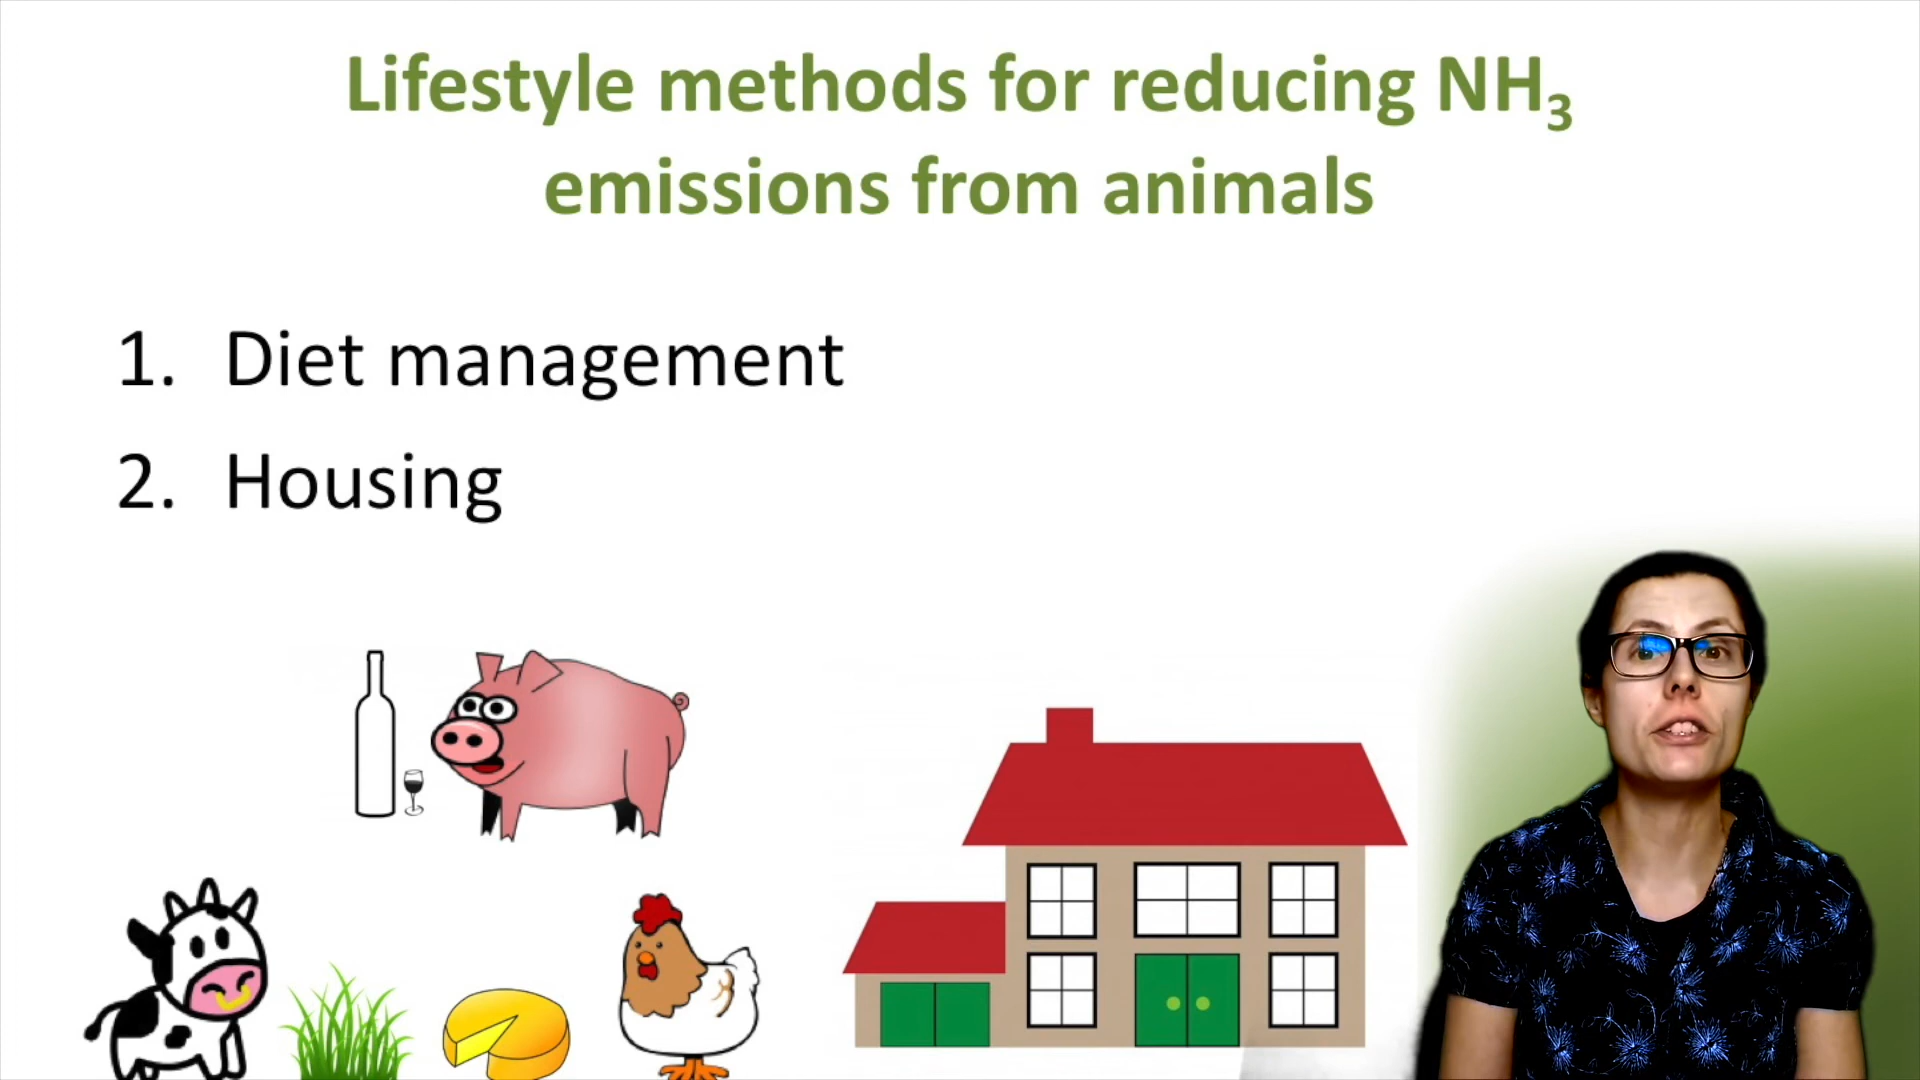 Lifestyle methods for reducing NH₃
emissions from animals
1. Diet management
2. Housing